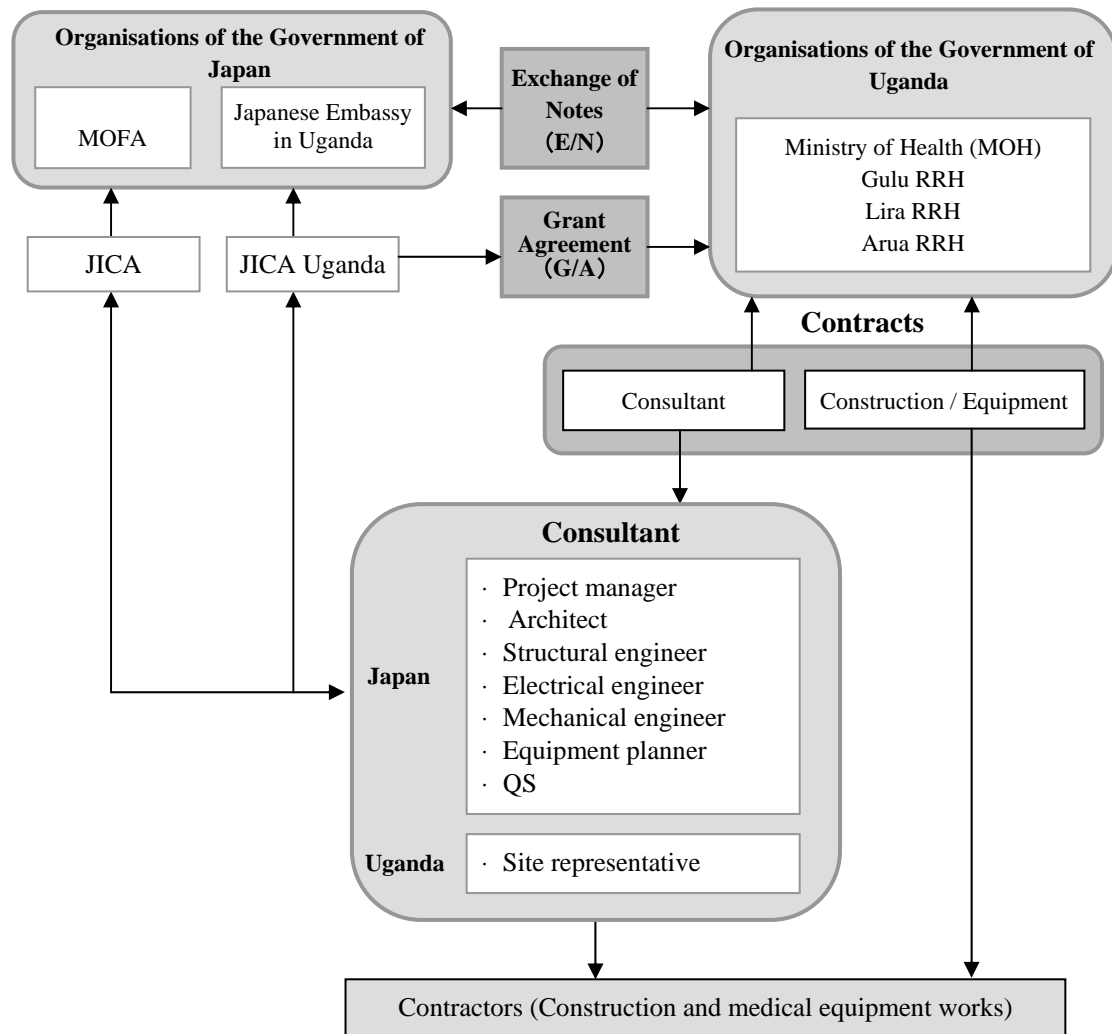 Organisations of the Government of
Japan
MOFA
Japanese Embassy
in Uganda
Exchange of
Notes
（E/N）
Organisations of the Government of
Uganda
Ministry of Health (MOH)
Gulu RRH
Lira RRH
Arua RRH
JICA
JICA Uganda
Grant
Agreement
（G/A）
Contracts
Consultant
Construction / Equipment
Consultant
Japan
· Project manager
· Architect
· Structural engineer
· Electrical engineer
· Mechanical engineer
· Equipment planner
· QS
Uganda
· Site representative
Contractors (Construction and medical equipment works)